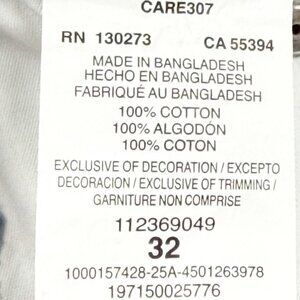 CARE307
RN 130273 CA 55394
MADE IN BANGLADESH
HECHO EN BANGLADESH
FABRIQUÉ AU BANGLADESH
100% COTTON
100% ALGODÓN
100% COTON
EXCLUSIVE OF DECORATION / EXCEPTO
DECORACION / EXCLUSIVE OF TRIMMING /
GARNITURE NON COMPRISE
112369049
32
1000157428-25A-4501263978
197150025776